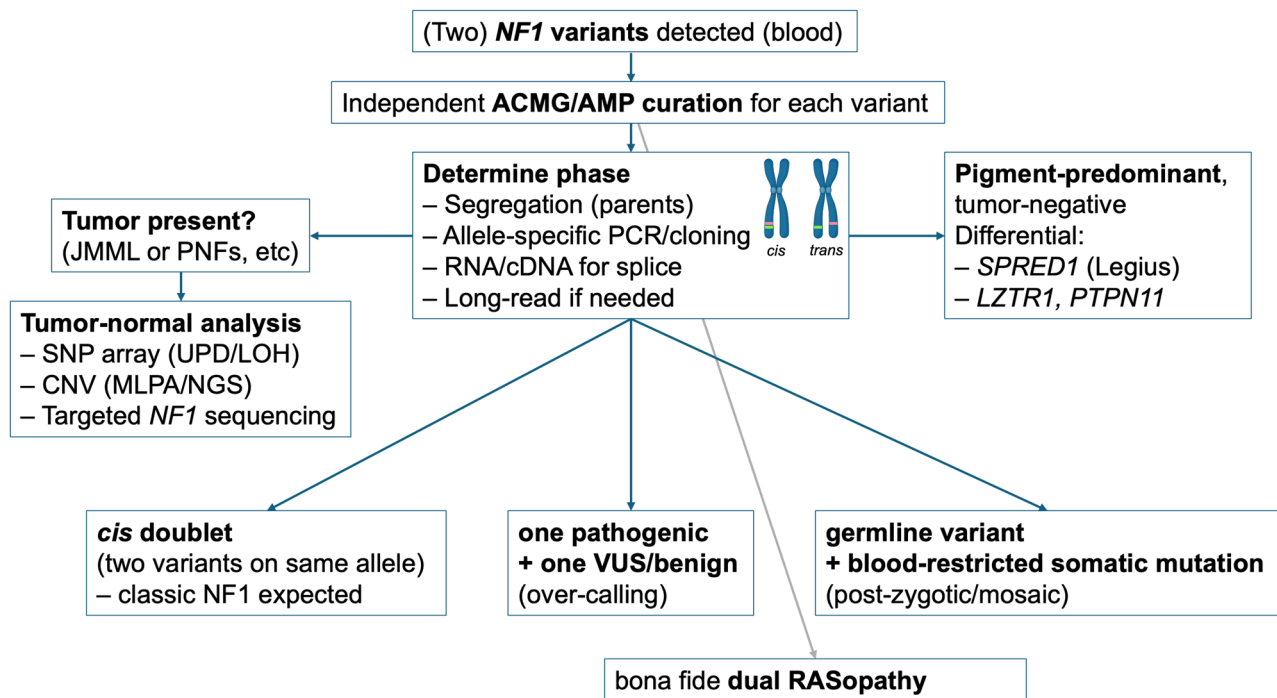 (Two) NF1 variants detected (blood)
Independent ACMG/AMP curation for each variant
Determine phase
– Segregation (parents)
– Allele-specific PCR/cloning
– RNA/cDNA for splice
– Long-read if needed
cis
trans
Pigment-predominant,
tumor-negative
Differential:
– SPRED1 (Legius)
– LZTR1, PTPN11
Tumor present?
(JMML or PNFs, etc)
Tumor-normal analysis
– SNP array (UPD/LOH)
– CNV (MLPA/NGS)
– Targeted NF1 sequencing
cis doublet
(two variants on same allele)
– classic NF1 expected
one pathogenic
+ one VUS/benign
(over-calling)
germline variant
+ blood-restricted somatic mutation
(post-zygotic/mosaic)
bona fide dual RASopathy